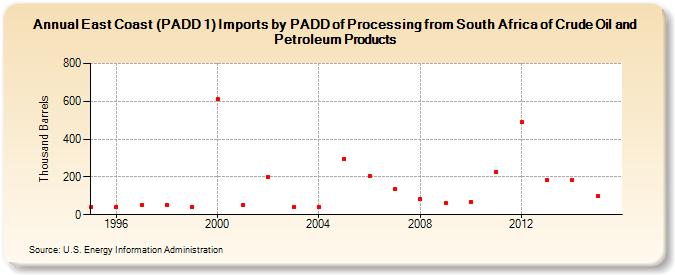 Annual East Coast (PADD 1) Imports by PADD of Processing from South Africa of Crude Oil and
Petroleum Products
Thousand Barrels
800
600
400
200
0
1996
2000
2004
2008
2012
Source: U.S. Energy Information Administration